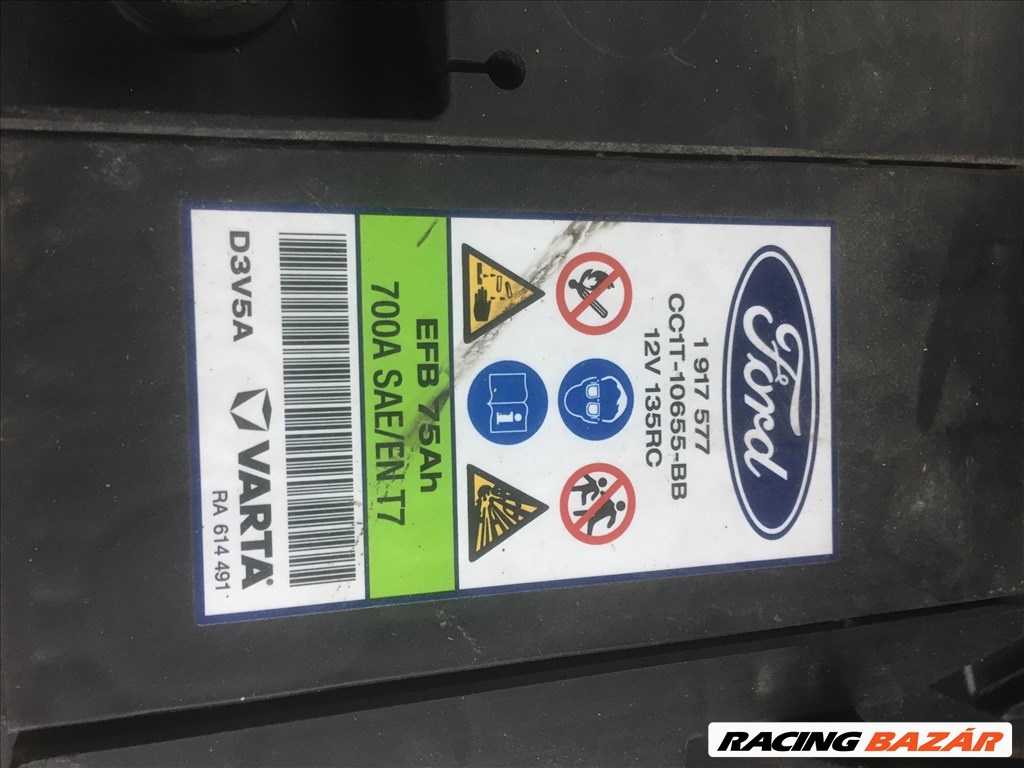 Ford
1 917 577
CC1T-10655-BB
12V 135RC
EFB 75Ah
700A SAE/EN T7
D3V5A
VARTA®
RA 614 491
RACING BAZÁR